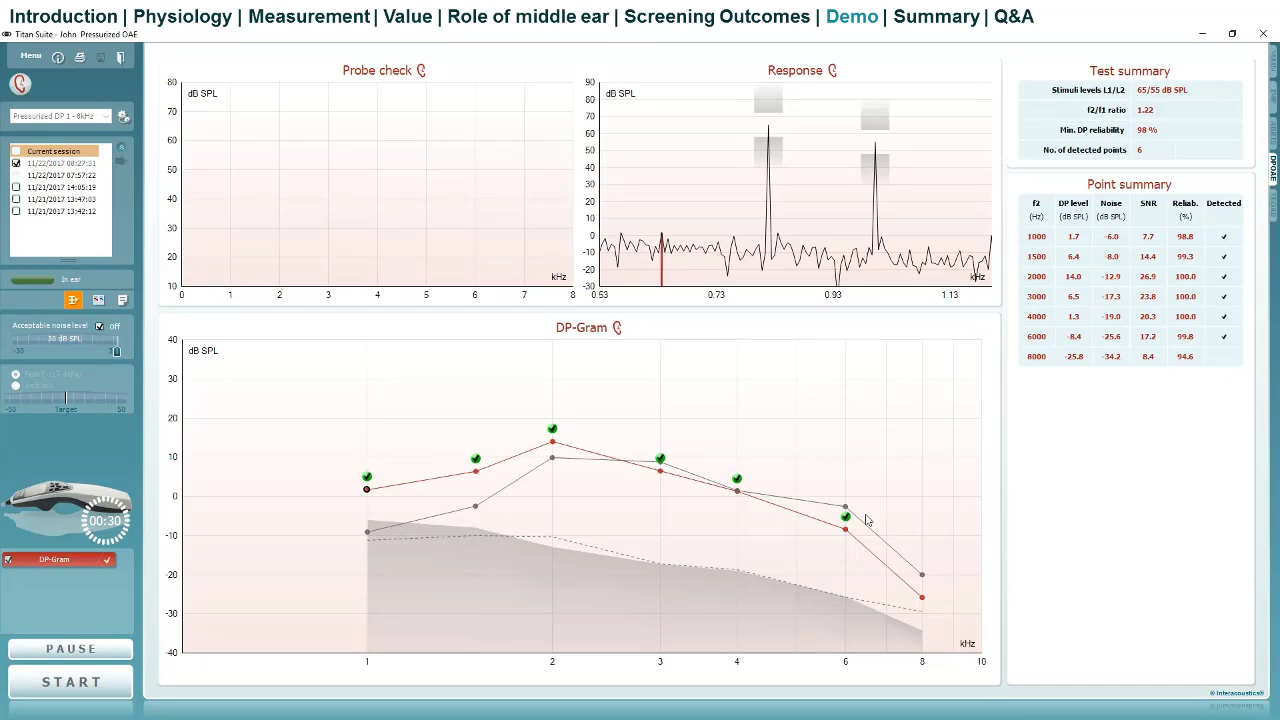 Introduction | Physiology | Measurement | Value | Role of middle ear | Screening Outcomes | Demo | Summary | Q&A
Titan Suite - John Pressurized OAE
Menu
Pressurized DP 1 - 8kHz
Current session
11/22/2017 08:27:31
11/22/2017 07:57:22
11/21/2017 14:05:19
11/21/2017 13:47:03
11/21/2017 13:42:12
In ear
Acceptable noise level Off
30 dB SPL
-30
-50 Target 50
00:30
DP-Gram
PAUSE
START
Probe check
dB SPL
80
70
60
50
40
30
20
10
kHz
0 1 2 3 4 5 6 7 8
Response
dB SPL
90
80
70
60
50
40
30
20
10
0
-10
-20
-30
kHz
0.53 0.73 0.93 1.13
DP-Gram
dB SPL
40
30
20
10
0
-10
-20
-30
-40
kHz
1 2 3 4 6 8 10
Test summary
Stimuli levels L1/L2 65/55 dB SPL
f2/f1 ratio 1.22
Min. DP reliability 98 %
No. of detected points 6
Point summary
f2 DP level Noise SNR Reliab. Detected
(Hz) (dB SPL) (dB SPL) (%)
1000 1.7 -6.0 7.7 98.8
1500 6.4 -8.0 14.4 99.3
2000 14.0 -12.9 26.9 100.0
3000 6.5 -17.3 23.8 100.0
4000 1.3 -19.0 20.3 100.0
6000 -8.4 -25.6 17.2 99.8
8000 -25.8 -34.2 8.4 94.6
DPOAE
© Interacoustics®